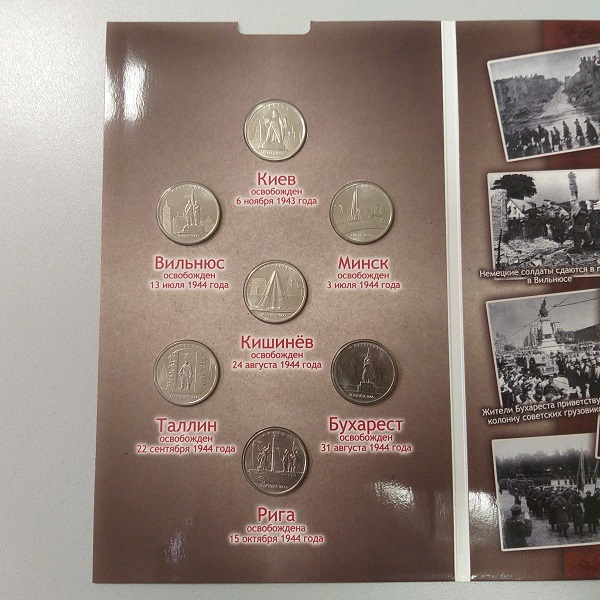 Киев
освобожден
6 ноября 1943 года
Вильнюс
освобожден
13 июля 1944 года
Минск
освобожден
3 июля 1944 года
Кишинёв
освобожден
24 августа 1944 года
Таллин
освобожден
22 сентября 1944 года
Бухарест
освобожден
31 августа 1944 года
Рига
освобождена
15 октября 1944 года
Немецкие солдаты сдаются в п
в Вильнюсе
Жители Бухареста приветству
колонну советских грузовик